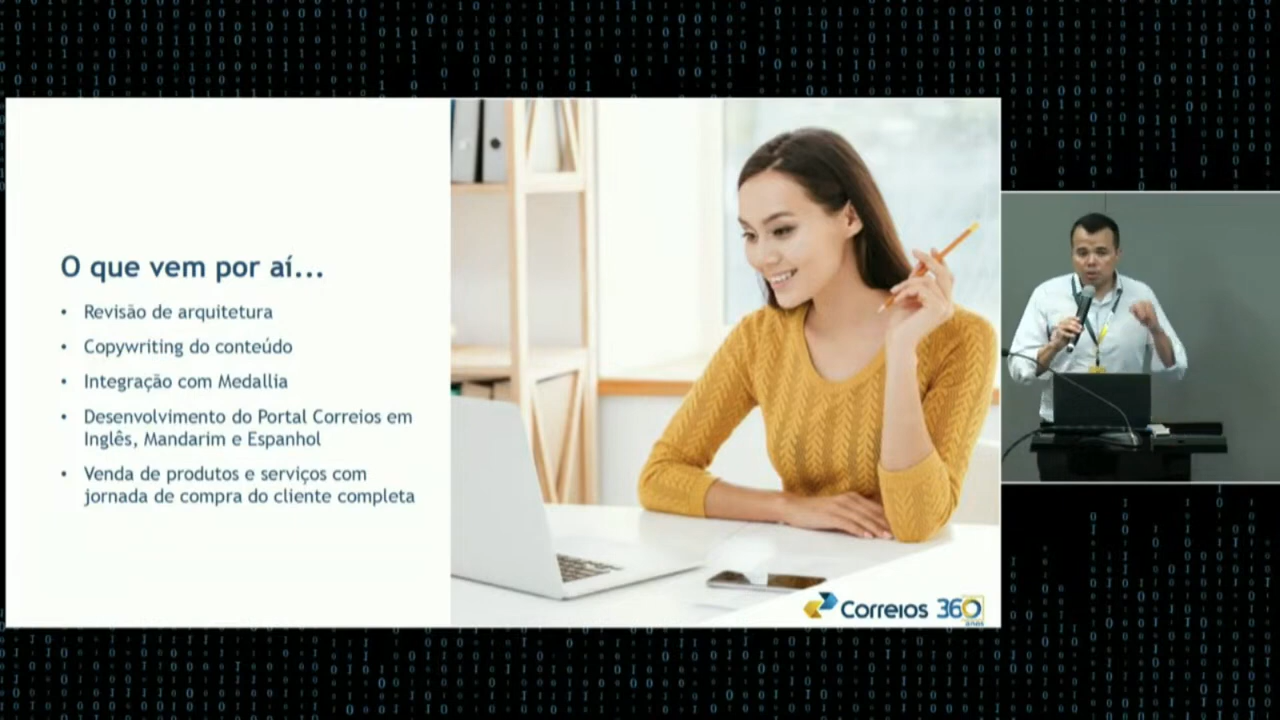 O que vem por aí...
• Revisão de arquitetura
• Copywriting do conteúdo
• Integração com Medallia
• Desenvolvimento do Portal Correios em
Inglês, Mandarim e Espanhol
• Venda de produtos e serviços com
jornada de compra do cliente completa
Correios 360
anos